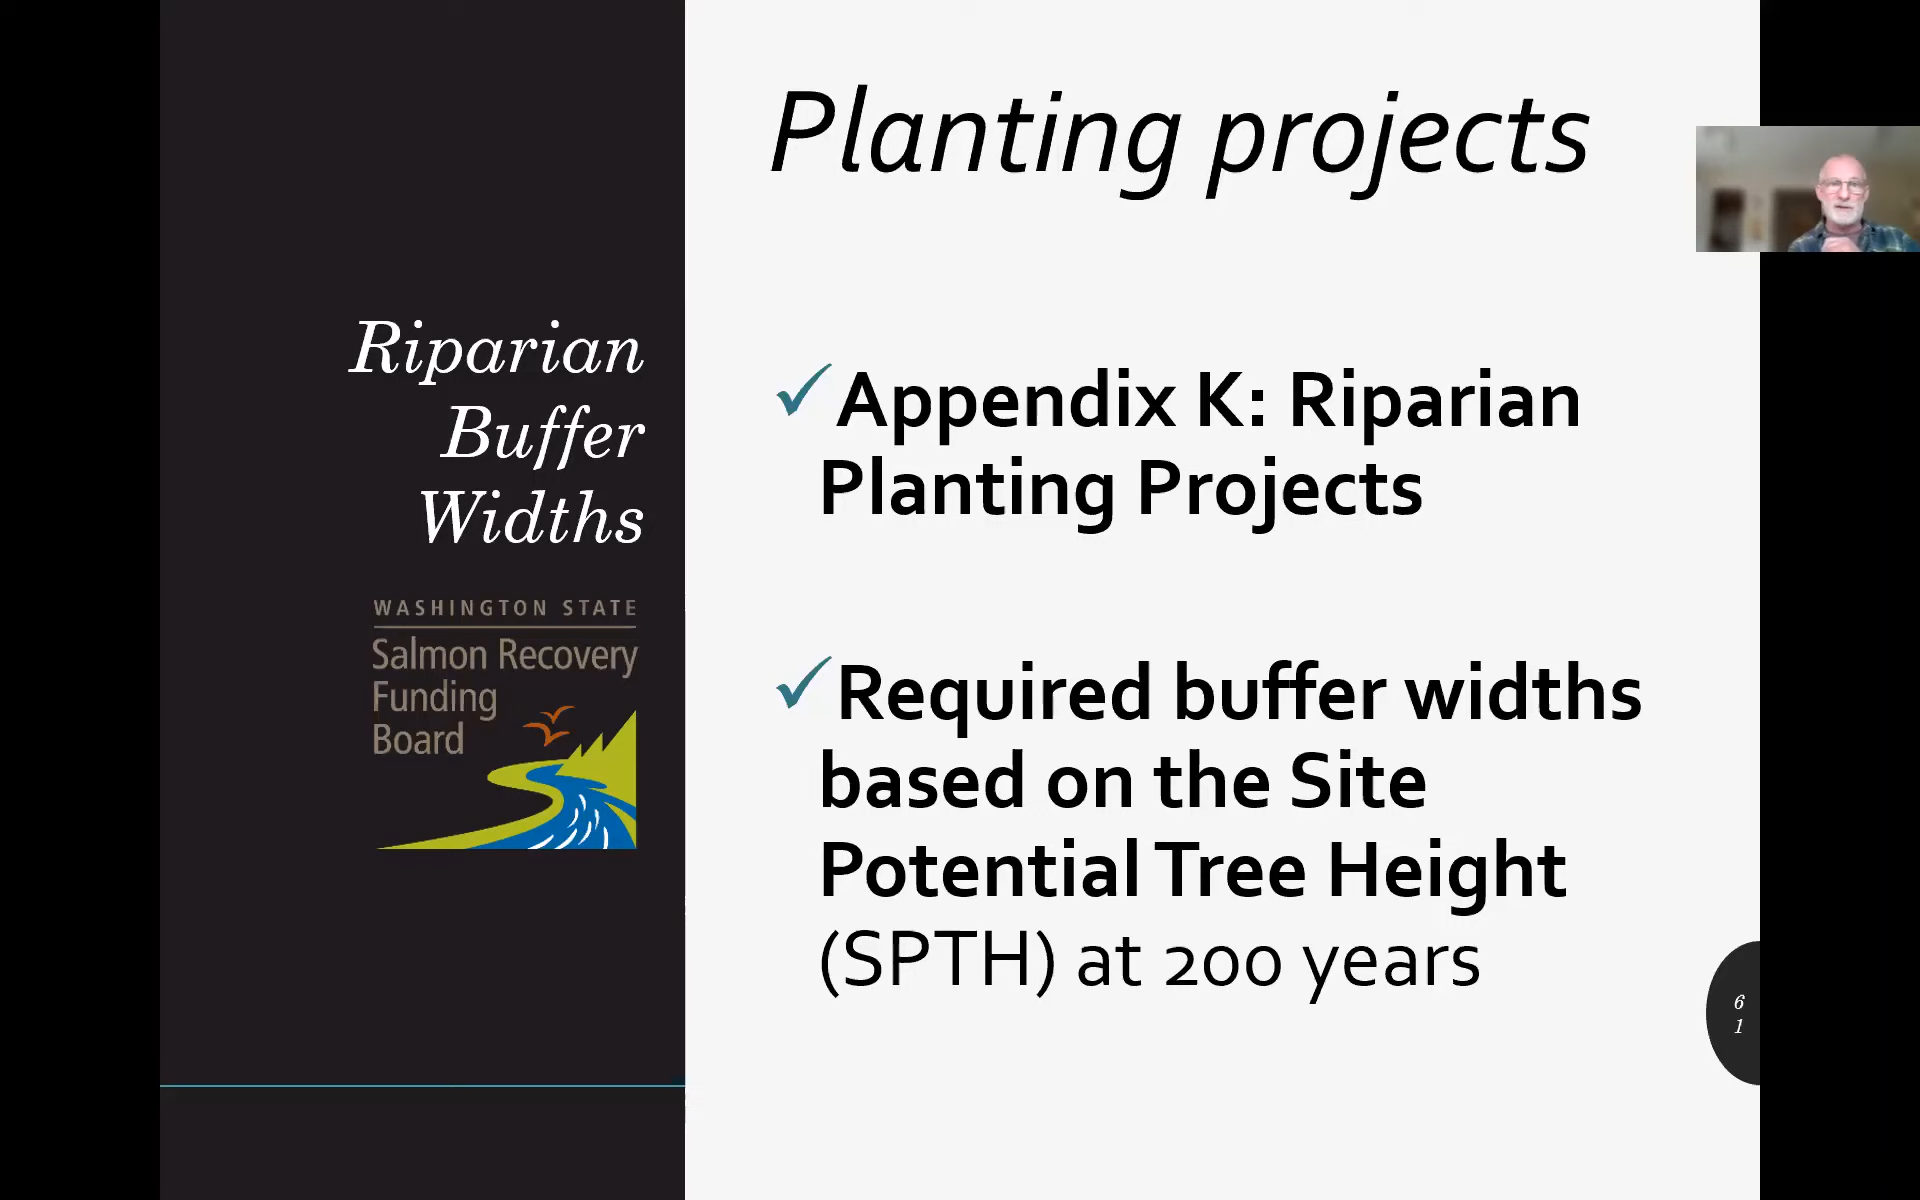 Planting projects
Riparian
Buffer
Widths
WASHINGTON STATE
Salmon Recovery
Funding
Board
Appendix K: Riparian
Planting Projects
Required buffer widths
based on the Site
Potential Tree Height
(SPTH) at 200 years
6
1